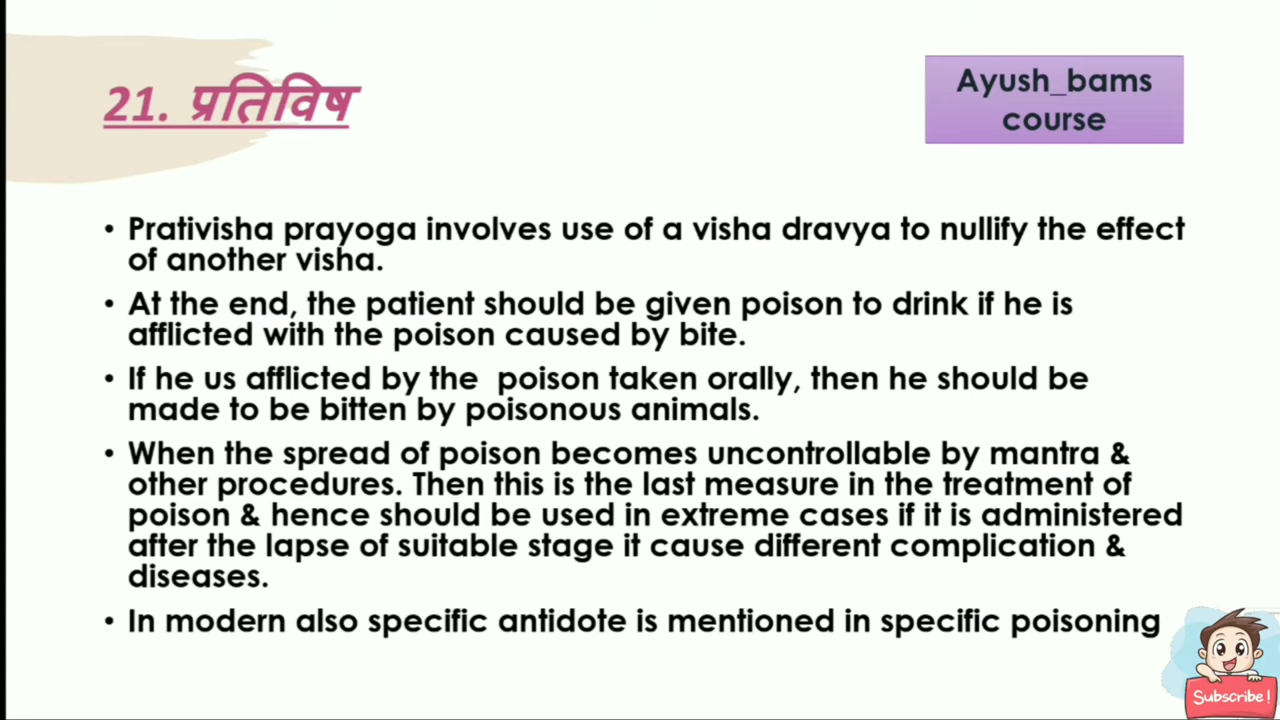 21. प्रतिविष
Ayush_bams
course
• Prativisha prayoga involves use of a visha dravya to nullify the effect
of another visha.
• At the end, the patient should be given poison to drink if he is
afflicted with the poison caused by bite.
• If he us afflicted by the  poison taken orally, then he should be
made to be bitten by poisonous animals.
• When the spread of poison becomes uncontrollable by mantra &
other procedures. Then this is the last measure in the treatment of
poison & hence should be used in extreme cases if it is administered
after the lapse of suitable stage it cause different complication &
diseases.
• In modern also specific antidote is mentioned in specific poisoning
Subscribe!